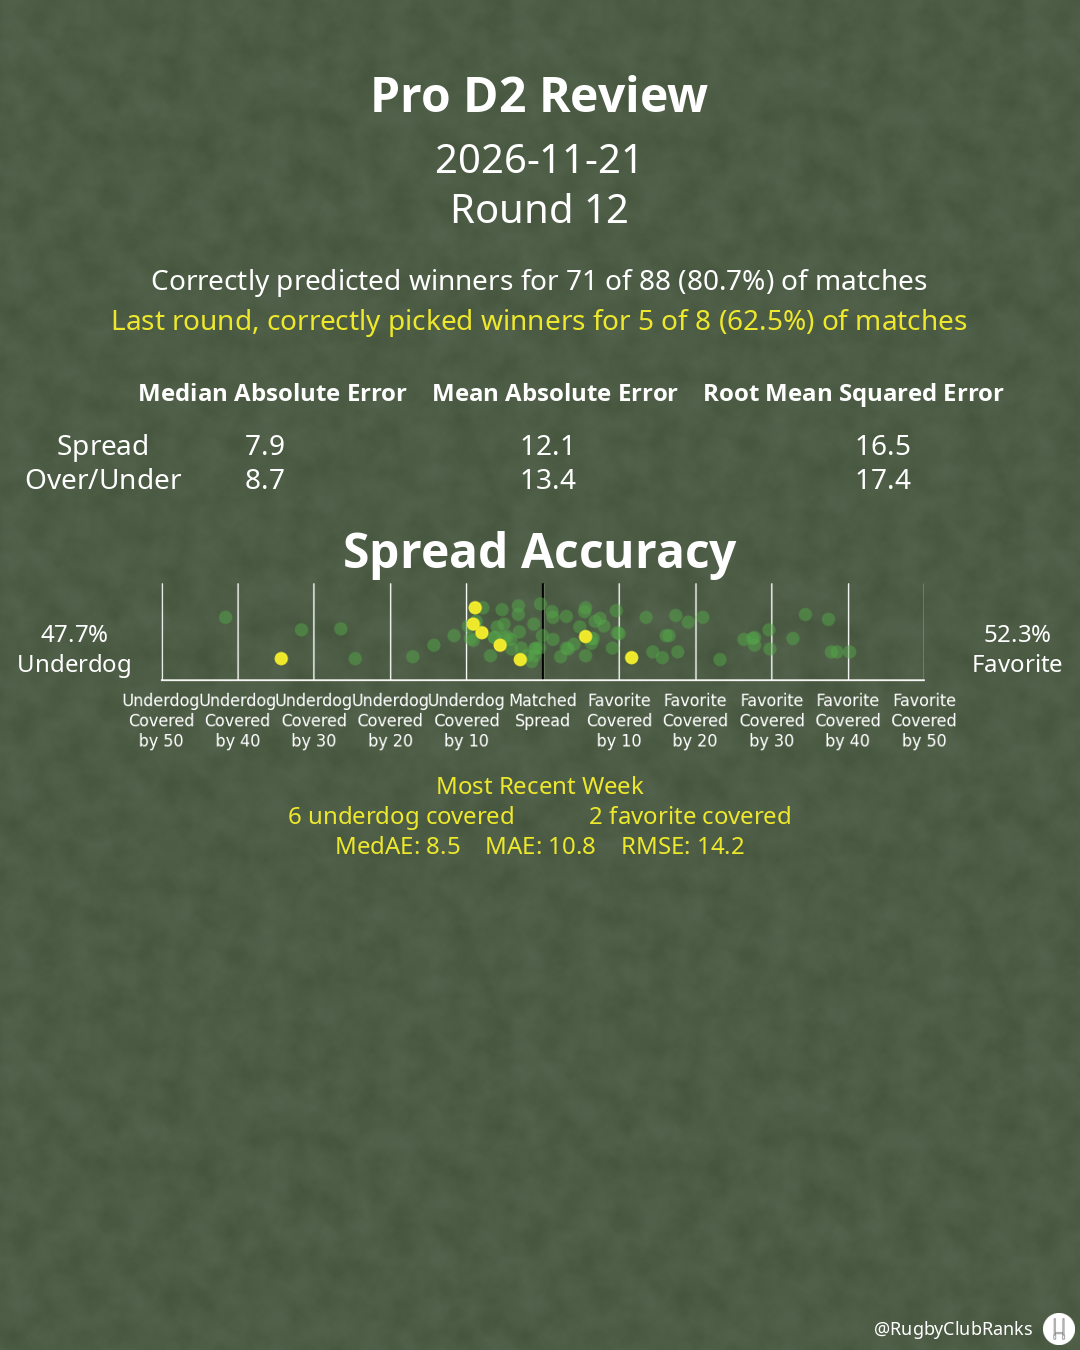 Pro D2 Review
2026-11-21
Round 12
Correctly predicted winners for 71 of 88 (80.7%) of matches
Last round, correctly picked winners for 5 of 8 (62.5%) of matches
Median Absolute Error Mean Absolute Error Root Mean Squared Error
Spread 7.9 12.1 16.5
Over/Under 8.7 13.4 17.4
Spread Accuracy
47.7%
Underdog
52.3%
Favorite
Underdog Underdog Underdog Underdog Underdog Matched Favorite Favorite Favorite Favorite Favorite
Covered Covered Covered Covered Covered Spread Covered Covered Covered Covered Covered
by 50 by 40 by 30 by 20 by 10 by 10 by 20 by 30 by 40 by 50
Most Recent Week
6 underdog covered 2 favorite covered
MedAE: 8.5 MAE: 10.8 RMSE: 14.2
@RugbyClubRanks